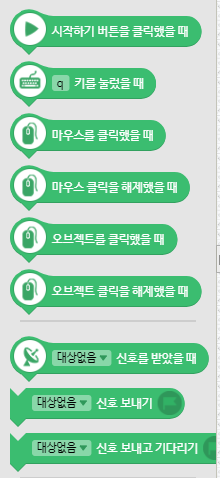 시작하기 버튼을 클릭했을 때
q 키를 눌렀을 때
마우스를 클릭했을 때
마우스 클릭을 해제했을 때
오브젝트를 클릭했을 때
오브젝트 클릭을 해제했을 때
대상없음 신호를 받았을 때
대상없음 신호 보내기
대상없음 신호 보내고 기다리기